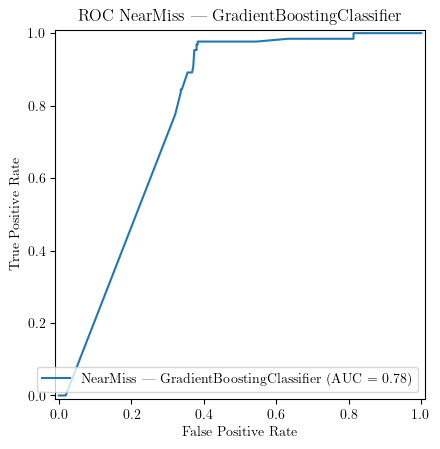 ROC NearMiss — GradientBoostingClassifier
True Positive Rate
1.0
0.8
0.6
0.4
0.2
0.0
NearMiss — GradientBoostingClassifier (AUC = 0.78)
0.0 0.2 0.4 0.6 0.8 1.0
False Positive Rate